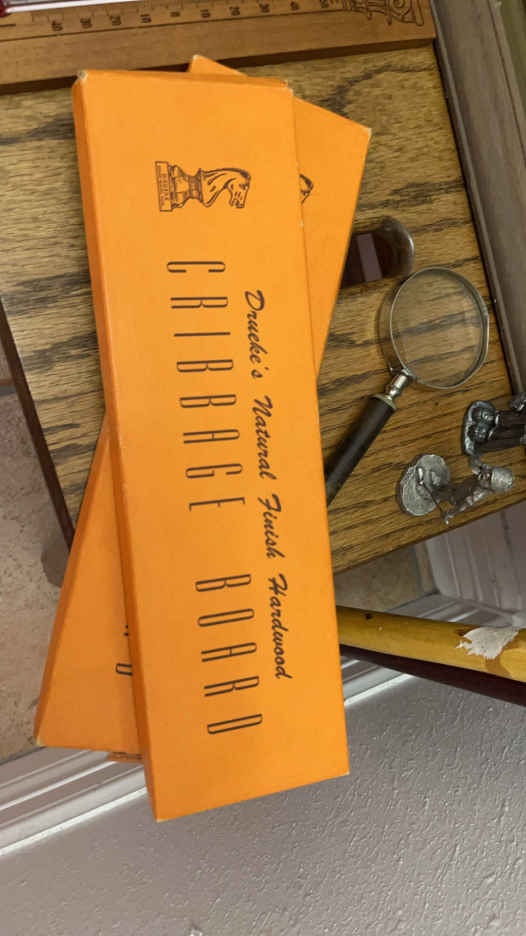 Drueke's Natural Finish Hardwood
CRIBBAGE BOARD